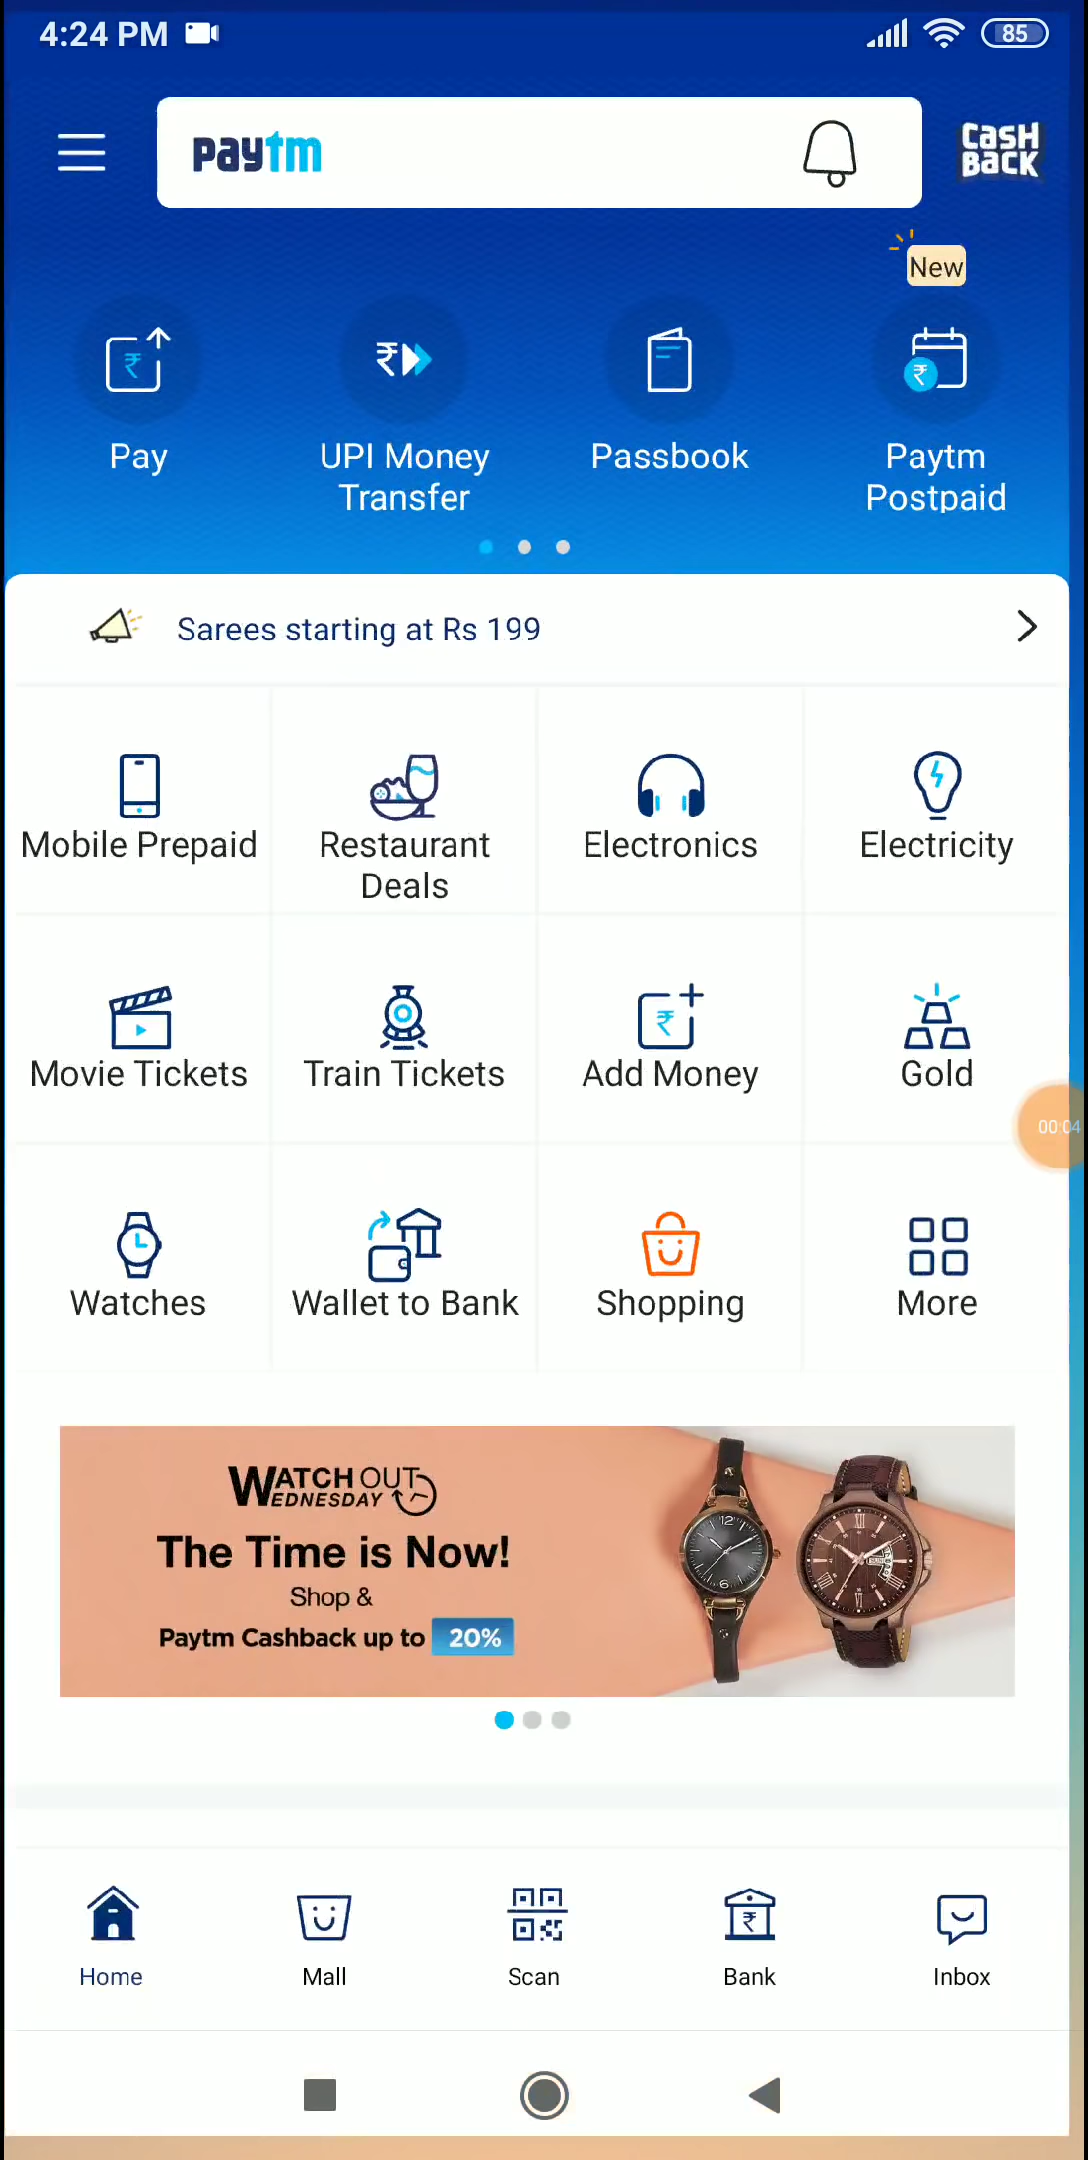 4:24 PM
85
paytm
CASH
BACK
New
Pay
UPI Money
Transfer
Passbook
Paytm
Postpaid
Sarees starting at Rs 199
Mobile Prepaid
Restaurant
Deals
Electronics
Electricity
Movie Tickets
Train Tickets
Add Money
Gold
00:04
Watches
Wallet to Bank
Shopping
More
WATCH OUT
WEDNESDAY
The Time is Now!
Shop &
Paytm Cashback up to 20%
Home
Mall
Scan
Bank
Inbox